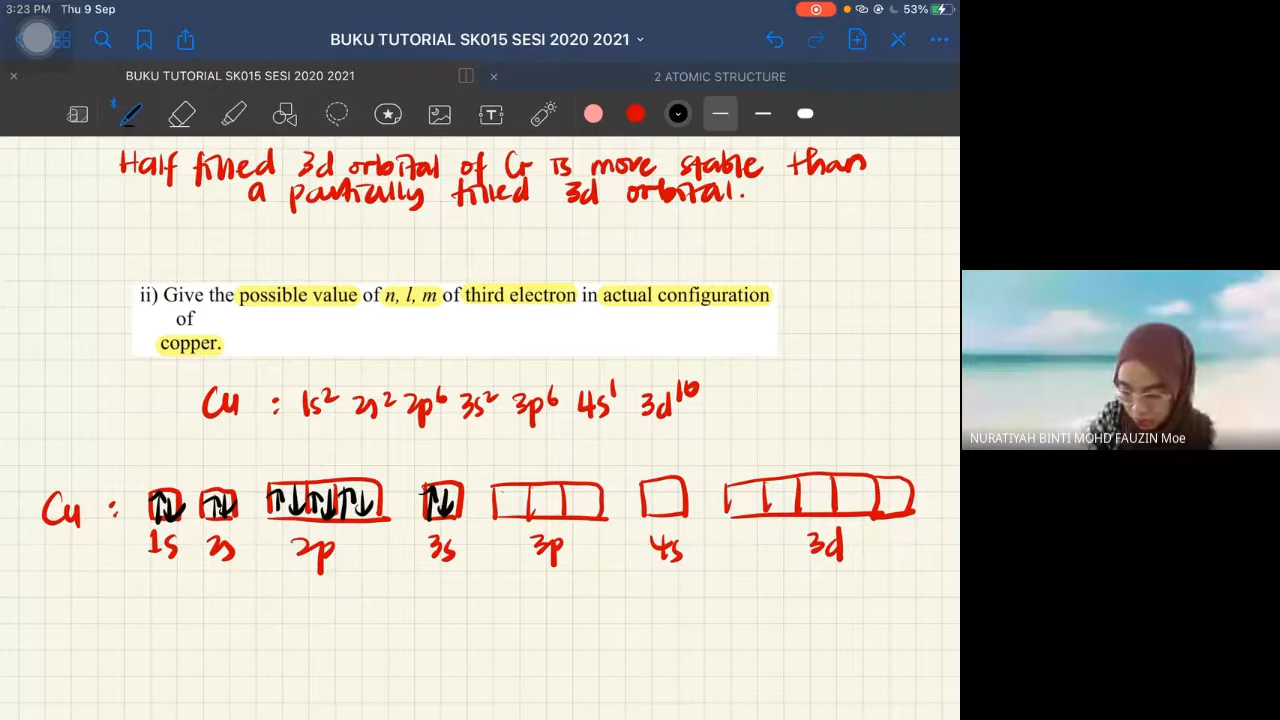 3:23 PM Thu 9 Sep
53%
BUKU TUTORIAL SK015 SESI 2020 2021
BUKU TUTORIAL SK015 SESI 2020 2021
2 ATOMIC STRUCTURE
Half filled 3d orbital of Cr is more stable than
a partially filled 3d orbital.
ii) Give the possible value of n, l, m of third electron in actual configuration
of
copper.
Cu : 1s² 2s² 2p⁶ 3s² 3p⁶ 4s¹ 3d¹⁰
Cu :
1s 2s 2p 3s 3p 4s 3d
NURATIYAH BINTI MOHD FAUZIN Moe